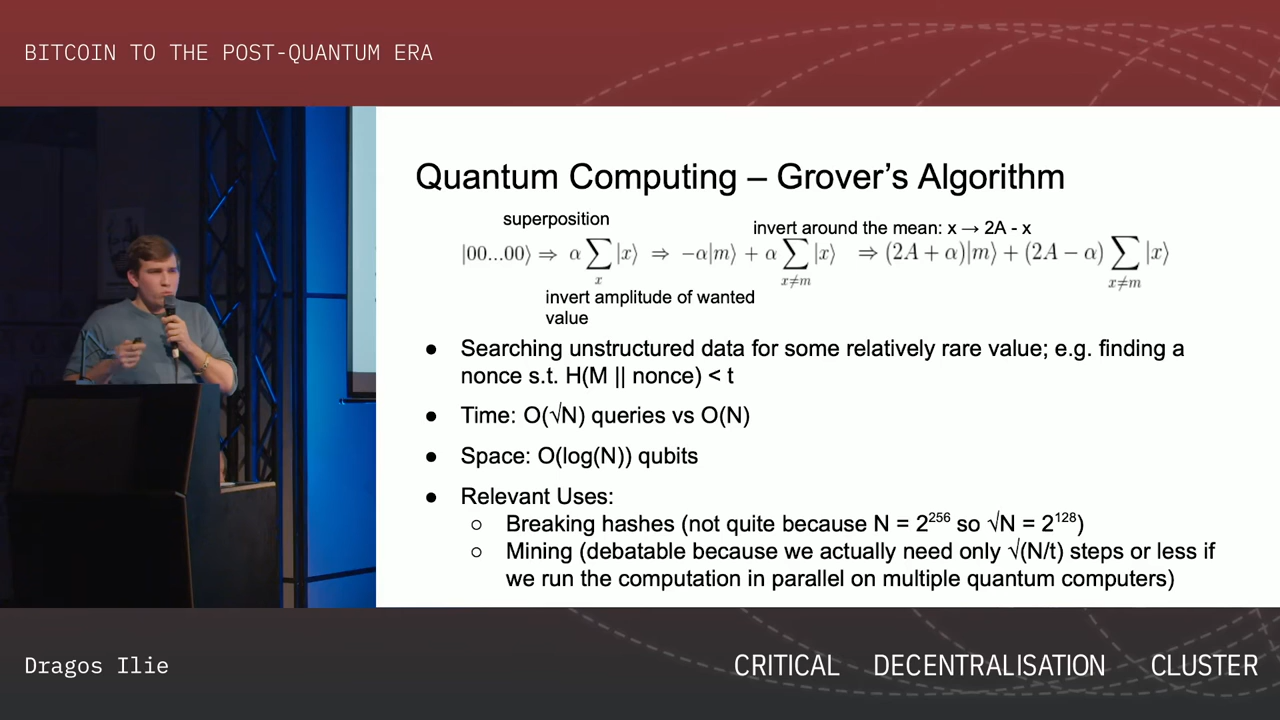 BITCOIN TO THE POST-QUANTUM ERA
Quantum Computing – Grover's Algorithm
superposition
invert around the mean: x → 2A - x
|00...00⟩ ⇒ α ∑ₓ |x⟩ ⇒ −α|m⟩ + α ∑ₓ≠ₘ |x⟩ ⇒ (2A + α)|m⟩ + (2A − α) ∑ₓ≠ₘ |x⟩
invert amplitude of wanted
value
● Searching unstructured data for some relatively rare value; e.g. finding a
nonce s.t. H(M || nonce) < t
● Time: O(√N) queries vs O(N)
● Space: O(log(N)) qubits
● Relevant Uses:
○ Breaking hashes (not quite because N = 2²⁵⁶ so √N = 2¹²⁸)
○ Mining (debatable because we actually need only √(N/t) steps or less if
we run the computation in parallel on multiple quantum computers)
Dragos Ilie
CRITICAL DECENTRALISATION CLUSTER